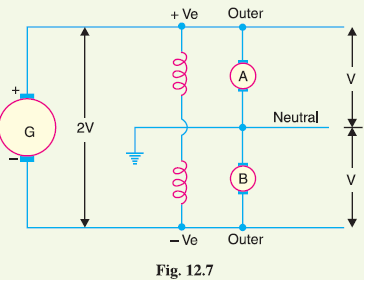 + Ve Outer
+
A
V
G
2V
Neutral
–
B
V
– Ve Outer
Fig. 12.7